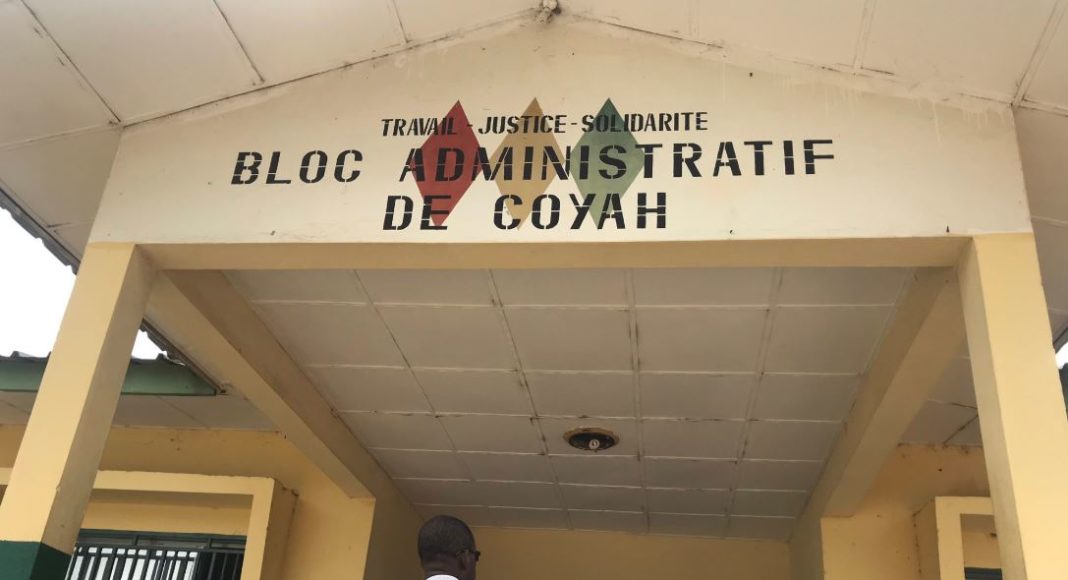 TRAVAIL - JUSTICE - SOLIDARITE
BLOC ADMINISTRATIF
DE COYAH